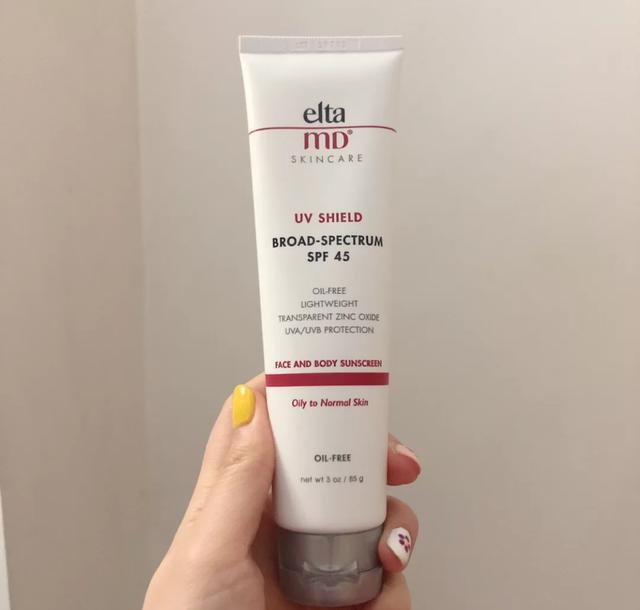 elta
MD®
SKINCARE
UV SHIELD
BROAD-SPECTRUM
SPF 45
OIL-FREE
LIGHTWEIGHT
TRANSPARENT ZINC OXIDE
UVA/UVB PROTECTION
FACE AND BODY SUNSCREEN
Oily to Normal Skin
OIL-FREE
net wt 3 oz / 85 g